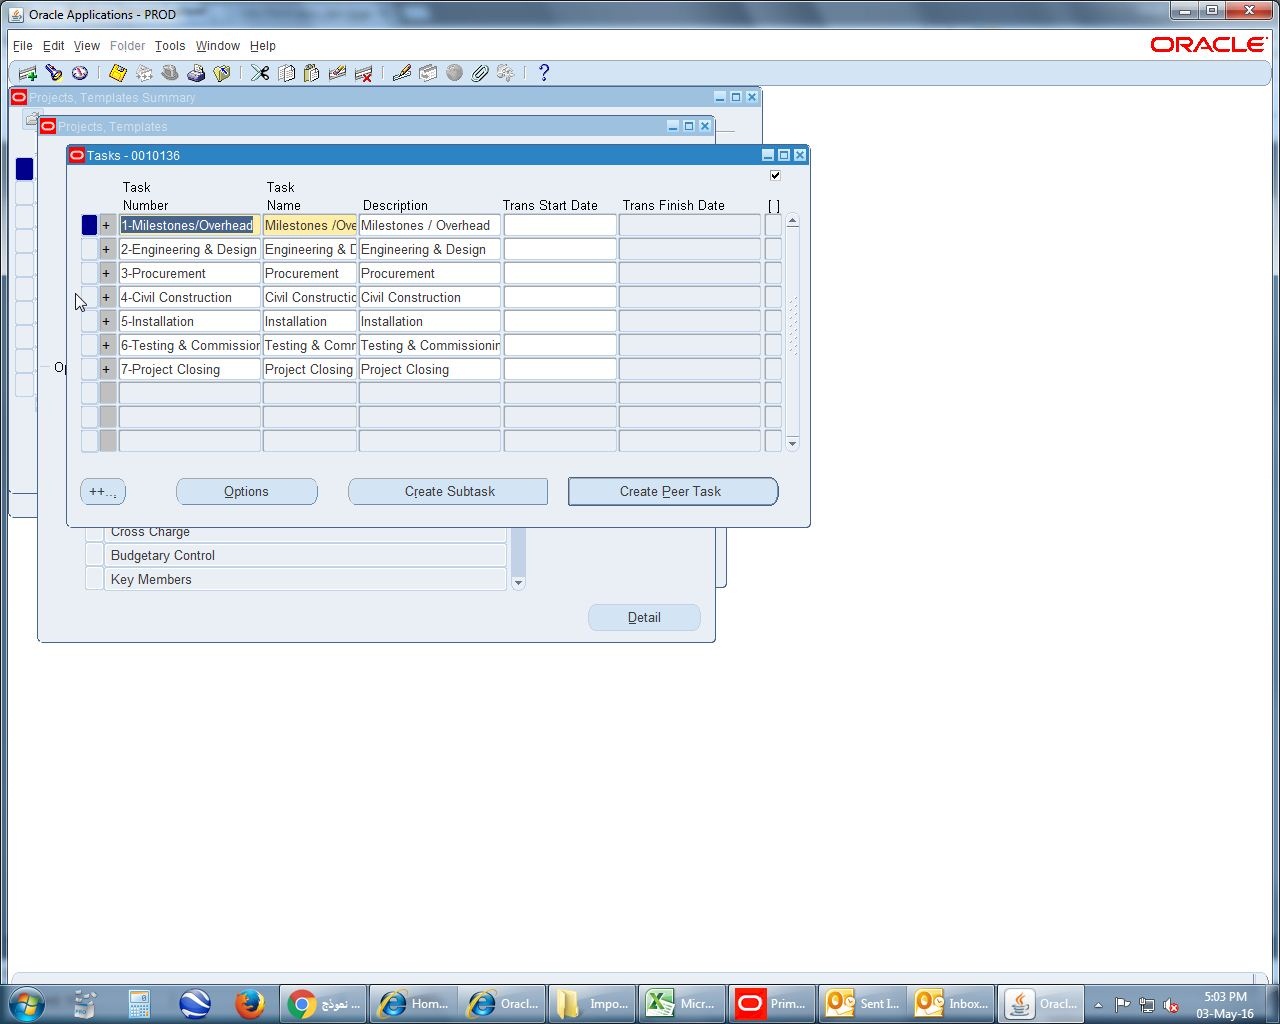 Oracle Applications - PROD
File Edit View Folder Tools Window Help
ORACLE
Projects, Templates Summary
Projects, Templates
Tasks - 0010136
Task Number
Task Name
Description
Trans Start Date
Trans Finish Date
[ ]
+ 1-Milestones/Overhead Milestones /Ove Milestones / Overhead
+ 2-Engineering & Design Engineering & D Engineering & Design
+ 3-Procurement Procurement Procurement
+ 4-Civil Construction Civil Constructio Civil Construction
+ 5-Installation Installation Installation
+ 6-Testing & Commission Testing & Comm Testing & Commissionin
+ 7-Project Closing Project Closing Project Closing
Op
++...
Options
Create Subtask
Create Peer Task
Cross Charge
Budgetary Control
Key Members
Detail
نموذج ...
Hom...
Oracl...
Impo...
Micr...
Prim...
Sent I...
Inbox...
Oracl...
5:03 PM
03-May-16